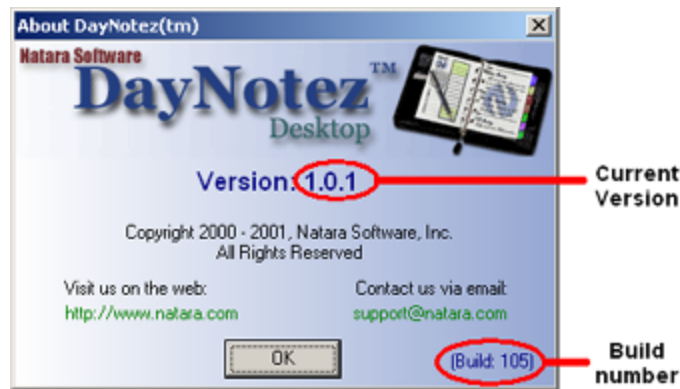 About DayNotez(tm)
Natara Software
DayNotez™
Desktop
Version: 1.0.1
Current
Version
Copyright 2000 - 2001, Natara Software, Inc.
All Rights Reserved
Visit us on the web:
Contact us via email:
http://www.natara.com
support@natara.com
OK
(Build: 105)
Build
number